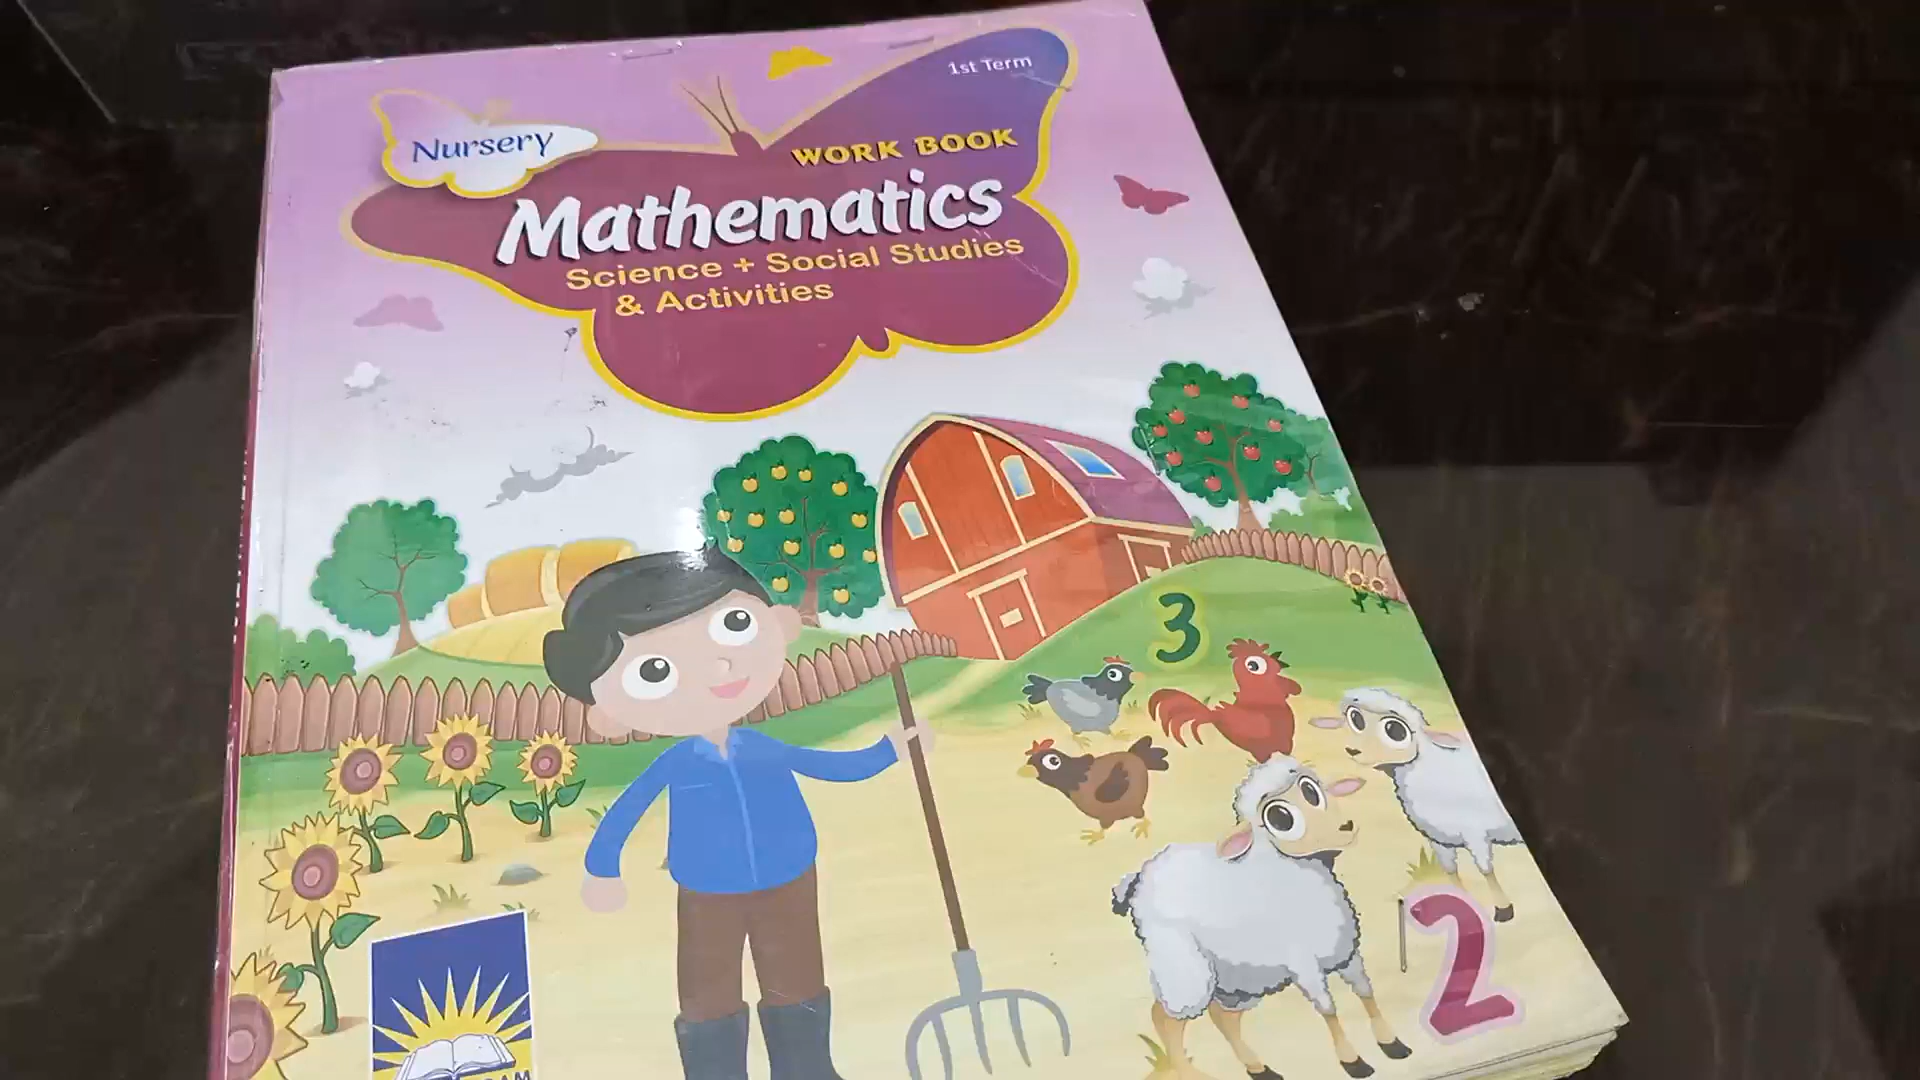 1st Term
Nursery
WORK BOOK
Mathematics
Science + Social Studies
& Activities
3
2